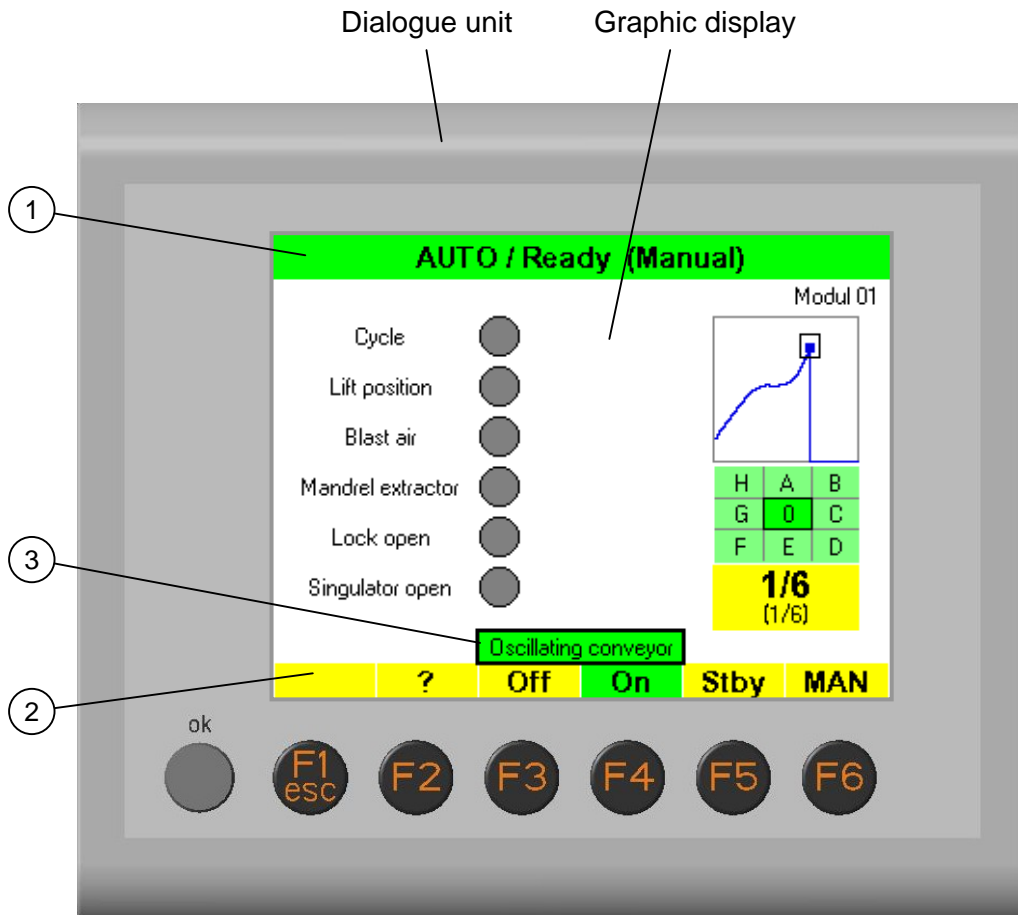 Dialogue unit Graphic display
1
AUTO / Ready (Manual)
Modul 01
Cycle
Lift position
Blast air
Mandrel extractor
H A B
Lock open
G 0 C
F E D
3
Singulator open
1/6
(1/6)
Oscillating conveyor
? Off On Stby MAN
2
ok
F1 esc F2 F3 F4 F5 F6